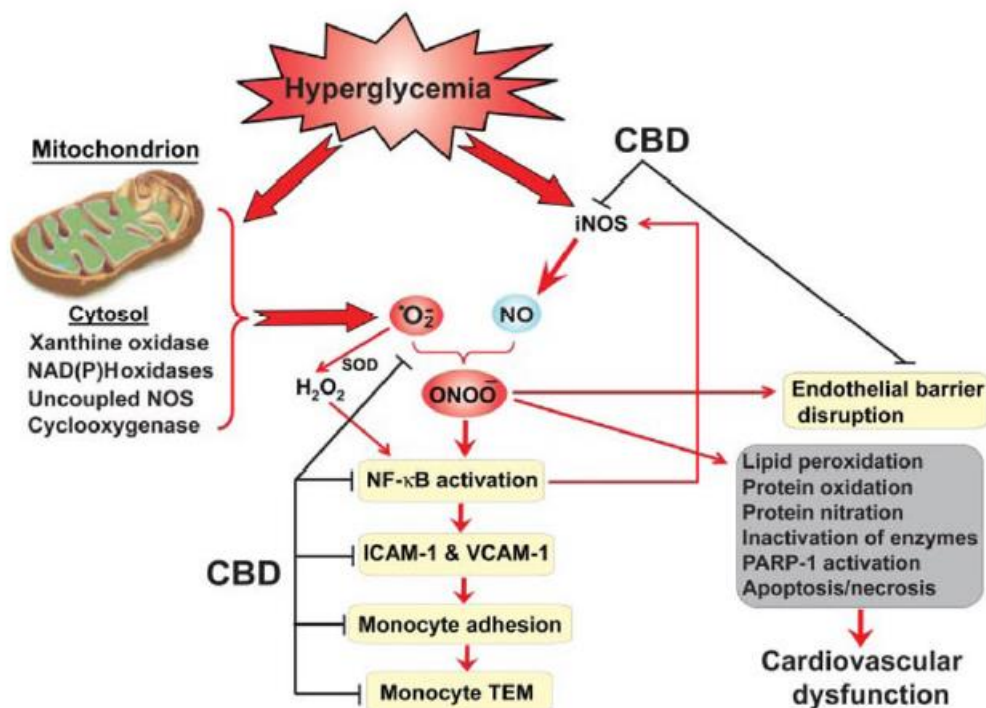 Hyperglycemia
CBD
Mitochondrion
iNOS
Cytosol
Xanthine oxidase
NAD(P)Hoxidases
Uncoupled NOS
Cyclooxygenase
•O₂⁻
NO
SOD
H₂O₂
ONOO⁻
Endothelial barrier
disruption
NF-κB activation
Lipid peroxidation
Protein oxidation
Protein nitration
Inactivation of enzymes
PARP-1 activation
Apoptosis/necrosis
ICAM-1 & VCAM-1
CBD
Monocyte adhesion
Monocyte TEM
Cardiovascular
dysfunction